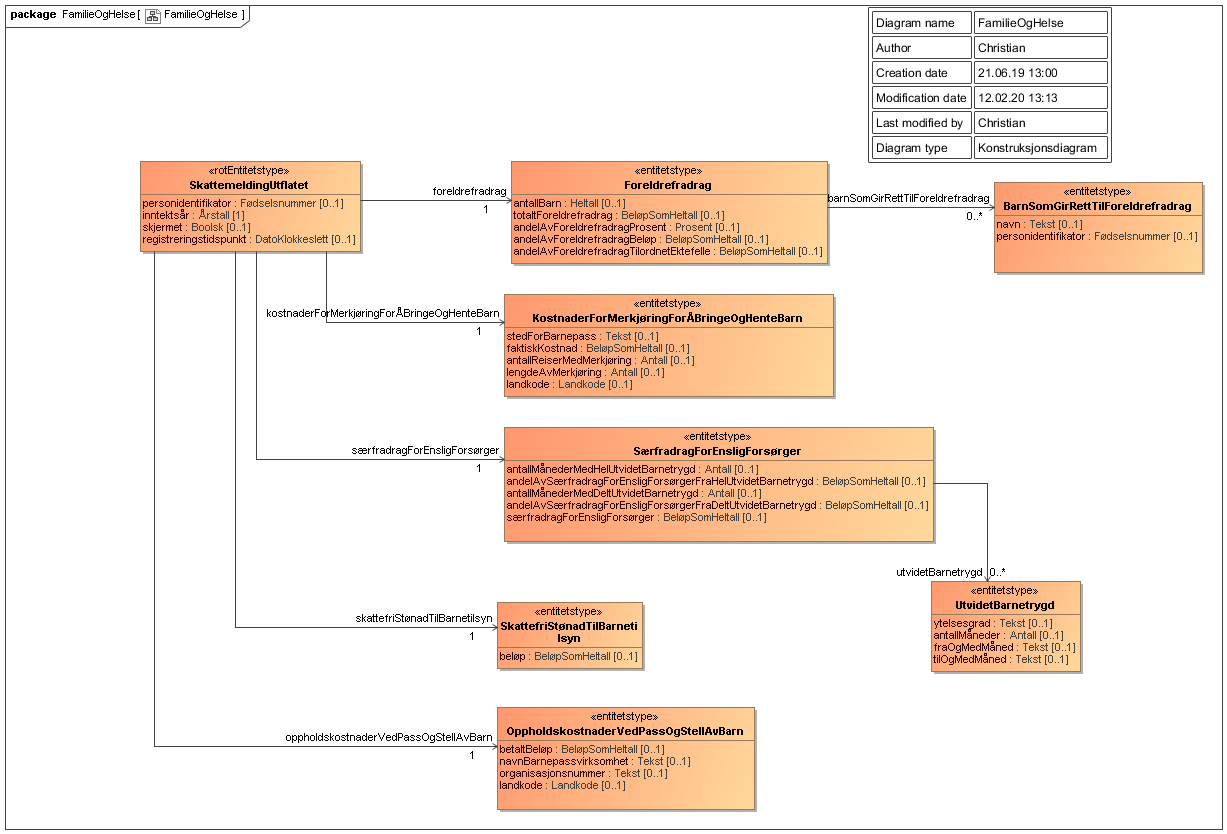 package FamilieOgHelse [ FamilieOgHelse ]
Diagram name FamilieOgHelse
Author Christian
Creation date 21.06.19 13:00
Modification date 12.02.20 13:13
Last modified by Christian
Diagram type Konstruksjonsdiagram
«rotEntitetstype»
SkattemeldingUtflatet
personidentifikator : Fødselsnummer [0..1]
inntektsår : Årstall [1]
skjermet : Boolsk [0..1]
registreringstidspunkt : DatoKlokkeslett [0..1]
foreldrefradrag
1
«entitetstype»
Foreldrefradrag
antallBarn : Heltall [0..1]
totaltForeldrefradrag : BeløpSomHeltall [0..1]
andelAvForeldrefradragProsent : Prosent [0..1]
andelAvForeldrefradragBeløp : BeløpSomHeltall [0..1]
andelAvForeldrefradragTilordnetEktefelle : BeløpSomHeltall [0..1]
barnSomGirRettTilForeldrefradrag
0..*
«entitetstype»
BarnSomGirRettTilForeldrefradrag
navn : Tekst [0..1]
personidentifikator : Fødselsnummer [0..1]
kostnaderForMerkjøringForÅBringeOgHenteBarn
1
«entitetstype»
KostnaderForMerkjøringForÅBringeOgHenteBarn
stedForBarnepass : Tekst [0..1]
faktiskKostnad : BeløpSomHeltall [0..1]
antallReiserMedMerkjøring : Antall [0..1]
lengdeAvMerkjøring : Antall [0..1]
landkode : Landkode [0..1]
særfradragForEnsligForsørger
1
«entitetstype»
SærfradragForEnsligForsørger
antallMånederMedHelUtvidetBarnetrygd : Antall [0..1]
andelAvSærfradragForEnsligForsørgerFraHelUtvidetBarnetrygd : BeløpSomHeltall [0..1]
antallMånederMedDeltUtvidetBarnetrygd : Antall [0..1]
andelAvSærfradragForEnsligForsørgerFraDeltUtvidetBarnetrygd : BeløpSomHeltall [0..1]
særfradragForEnsligForsørger : BeløpSomHeltall [0..1]
utvidetBarnetrygd 0..*
«entitetstype»
UtvidetBarnetrygd
ytelsesgrad : Tekst [0..1]
antallMåneder : Antall [0..1]
fraOgMedMåned : Tekst [0..1]
tilOgMedMåned : Tekst [0..1]
skattefriStønadTilBarnetilsyn
1
«entitetstype»
SkattefriStønadTilBarneti
lsyn
beløp : BeløpSomHeltall [0..1]
oppholdskostnaderVedPassOgStellAvBarn
1
«entitetstype»
OppholdskostnaderVedPassOgStellAvBarn
betaltBeløp : BeløpSomHeltall [0..1]
navnBarnepassvirksomhet : Tekst [0..1]
organisasjonsnummer : Tekst [0..1]
landkode : Landkode [0..1]